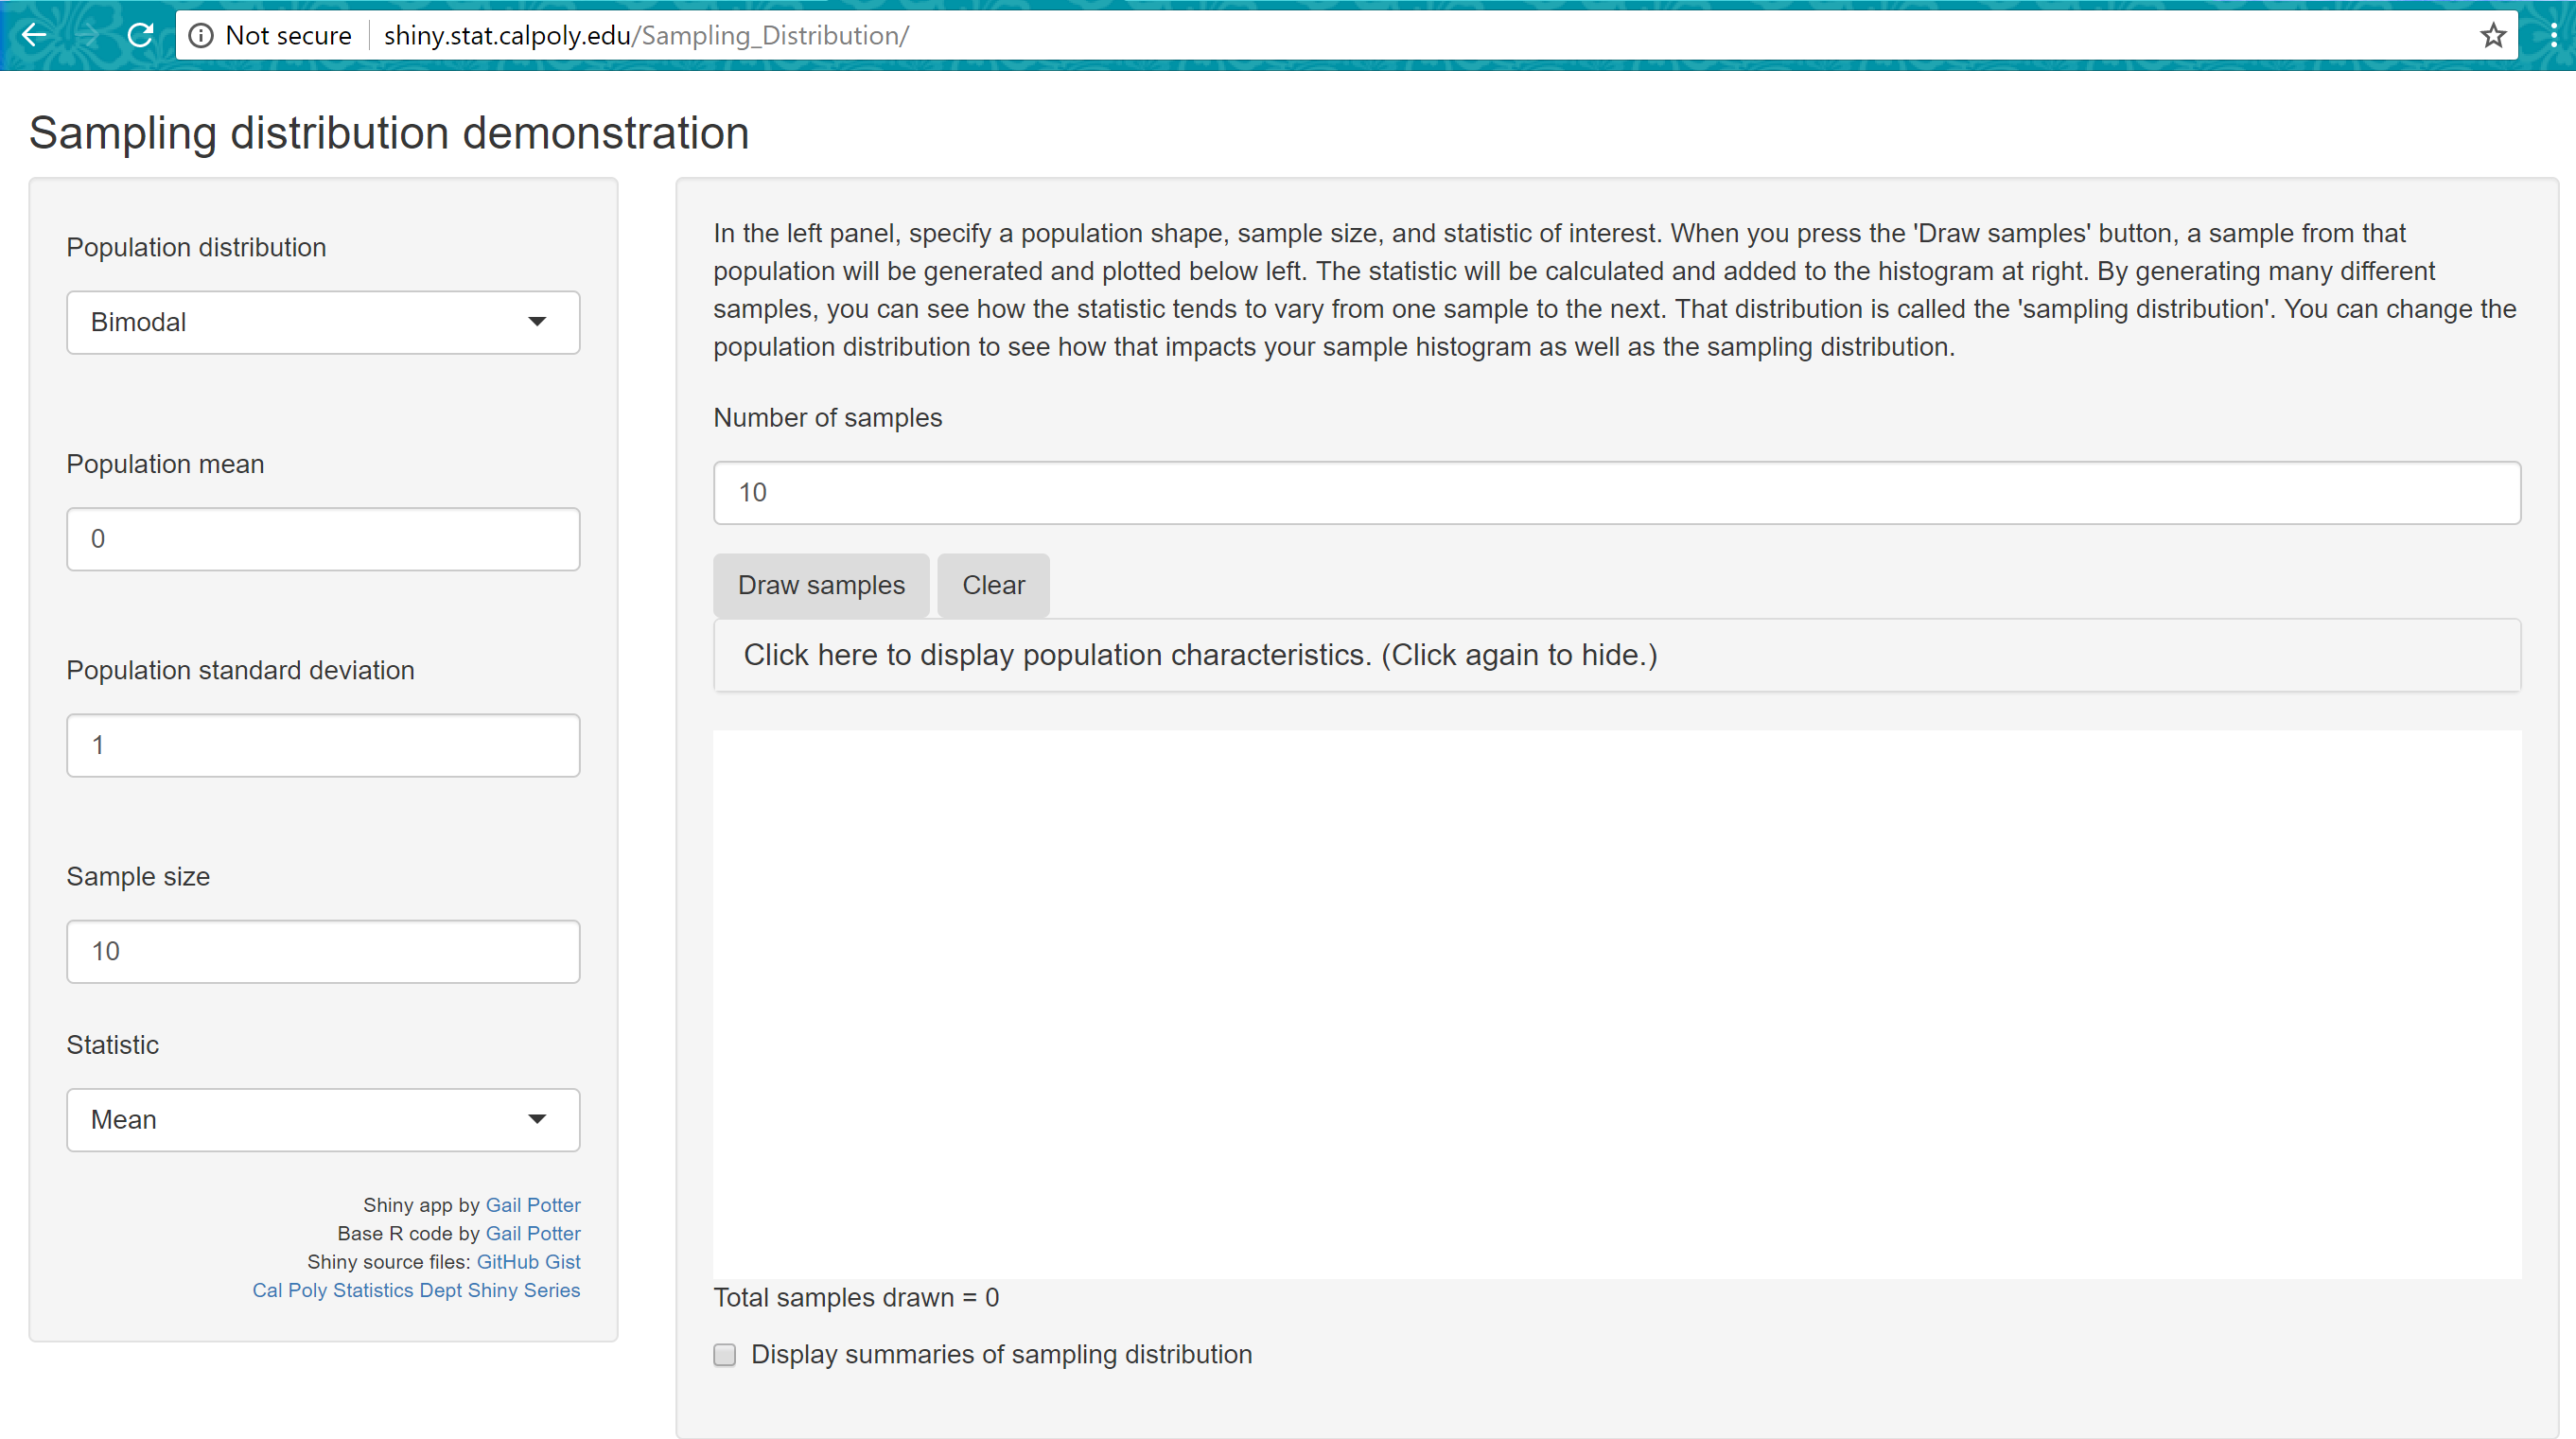 Not secure shiny.stat.calpoly.edu/Sampling_Distribution/
Sampling distribution demonstration
Population distribution
Bimodal
Population mean
0
Population standard deviation
1
Sample size
10
Statistic
Mean
Shiny app by Gail Potter
Base R code by Gail Potter
Shiny source files: GitHub Gist
Cal Poly Statistics Dept Shiny Series
In the left panel, specify a population shape, sample size, and statistic of interest. When you press the 'Draw samples' button, a sample from that
population will be generated and plotted below left. The statistic will be calculated and added to the histogram at right. By generating many different
samples, you can see how the statistic tends to vary from one sample to the next. That distribution is called the 'sampling distribution'. You can change the
population distribution to see how that impacts your sample histogram as well as the sampling distribution.
Number of samples
10
Draw samples Clear
Click here to display population characteristics. (Click again to hide.)
Total samples drawn = 0
Display summaries of sampling distribution